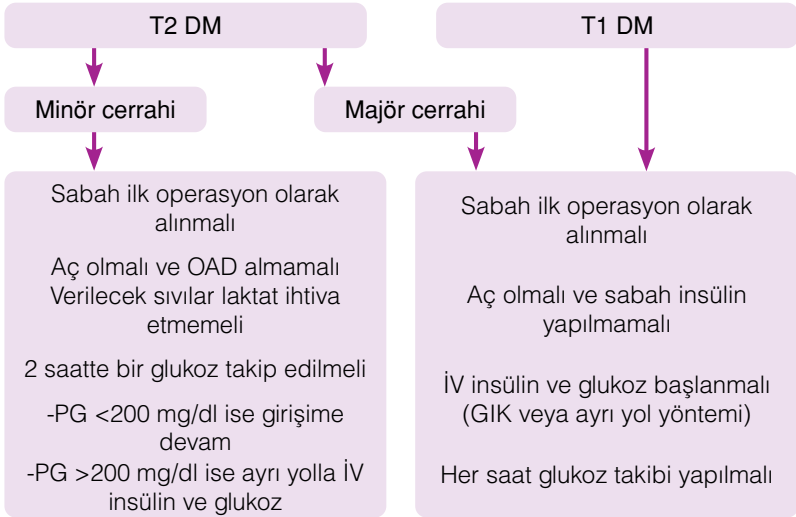 T2 DM
T1 DM
Minör cerrahi
Majör cerrahi
Sabah ilk operasyon olarak
alınmalı
Aç olmalı ve OAD almamalı
Verilecek sıvılar laktat ihtiva
etmemeli
2 saatte bir glukoz takip edilmeli
-PG <200 mg/dl ise girişime
devam
-PG >200 mg/dl ise ayrı yolla İV
insülin ve glukoz
Sabah ilk operasyon olarak
alınmalı
Aç olmalı ve sabah insülin
yapılmamalı
İV insülin ve glukoz başlanmalı
(GIK veya ayrı yol yöntemi)
Her saat glukoz takibi yapılmalı